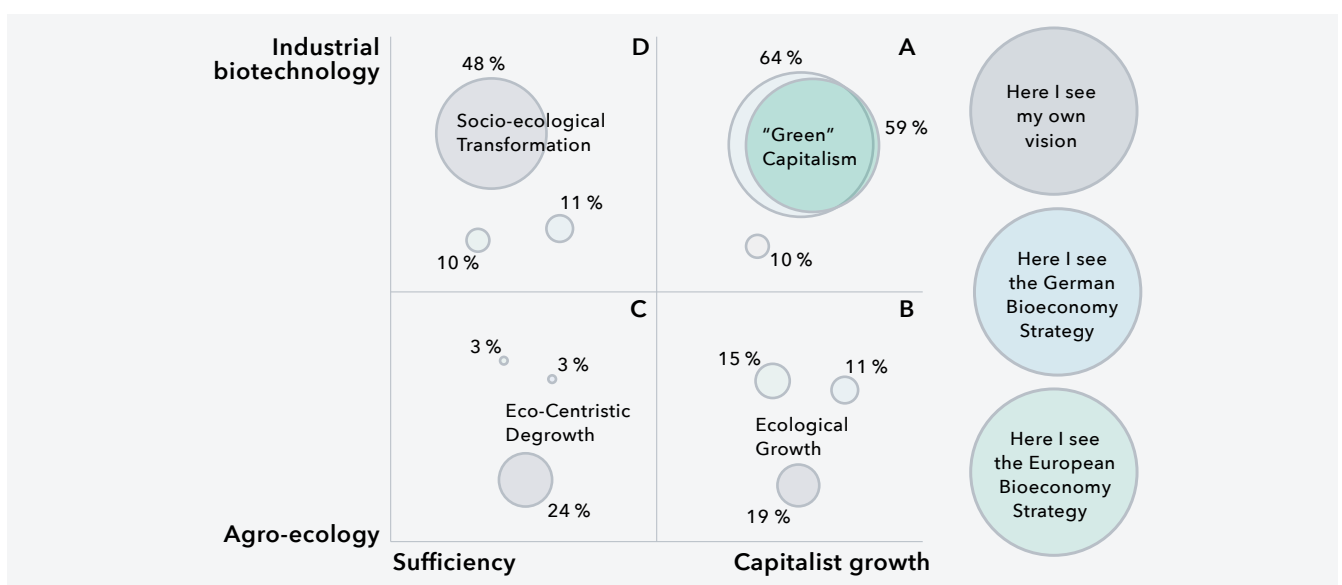 Industrial
biotechnology
D
48 %
Socio-ecological
Transformation
11 %
10 %
A
64 %
59 %
“Green”
Capitalism
10 %
C
3 %
3 %
Eco-Centristic
Degrowth
24 %
B
15 %
11 %
Ecological
Growth
19 %
Agro-ecology
Sufficiency
Capitalist growth
Here I see
my own
vision
Here I see
the German
Bioeconomy
Strategy
Here I see
the European
Bioeconomy
Strategy